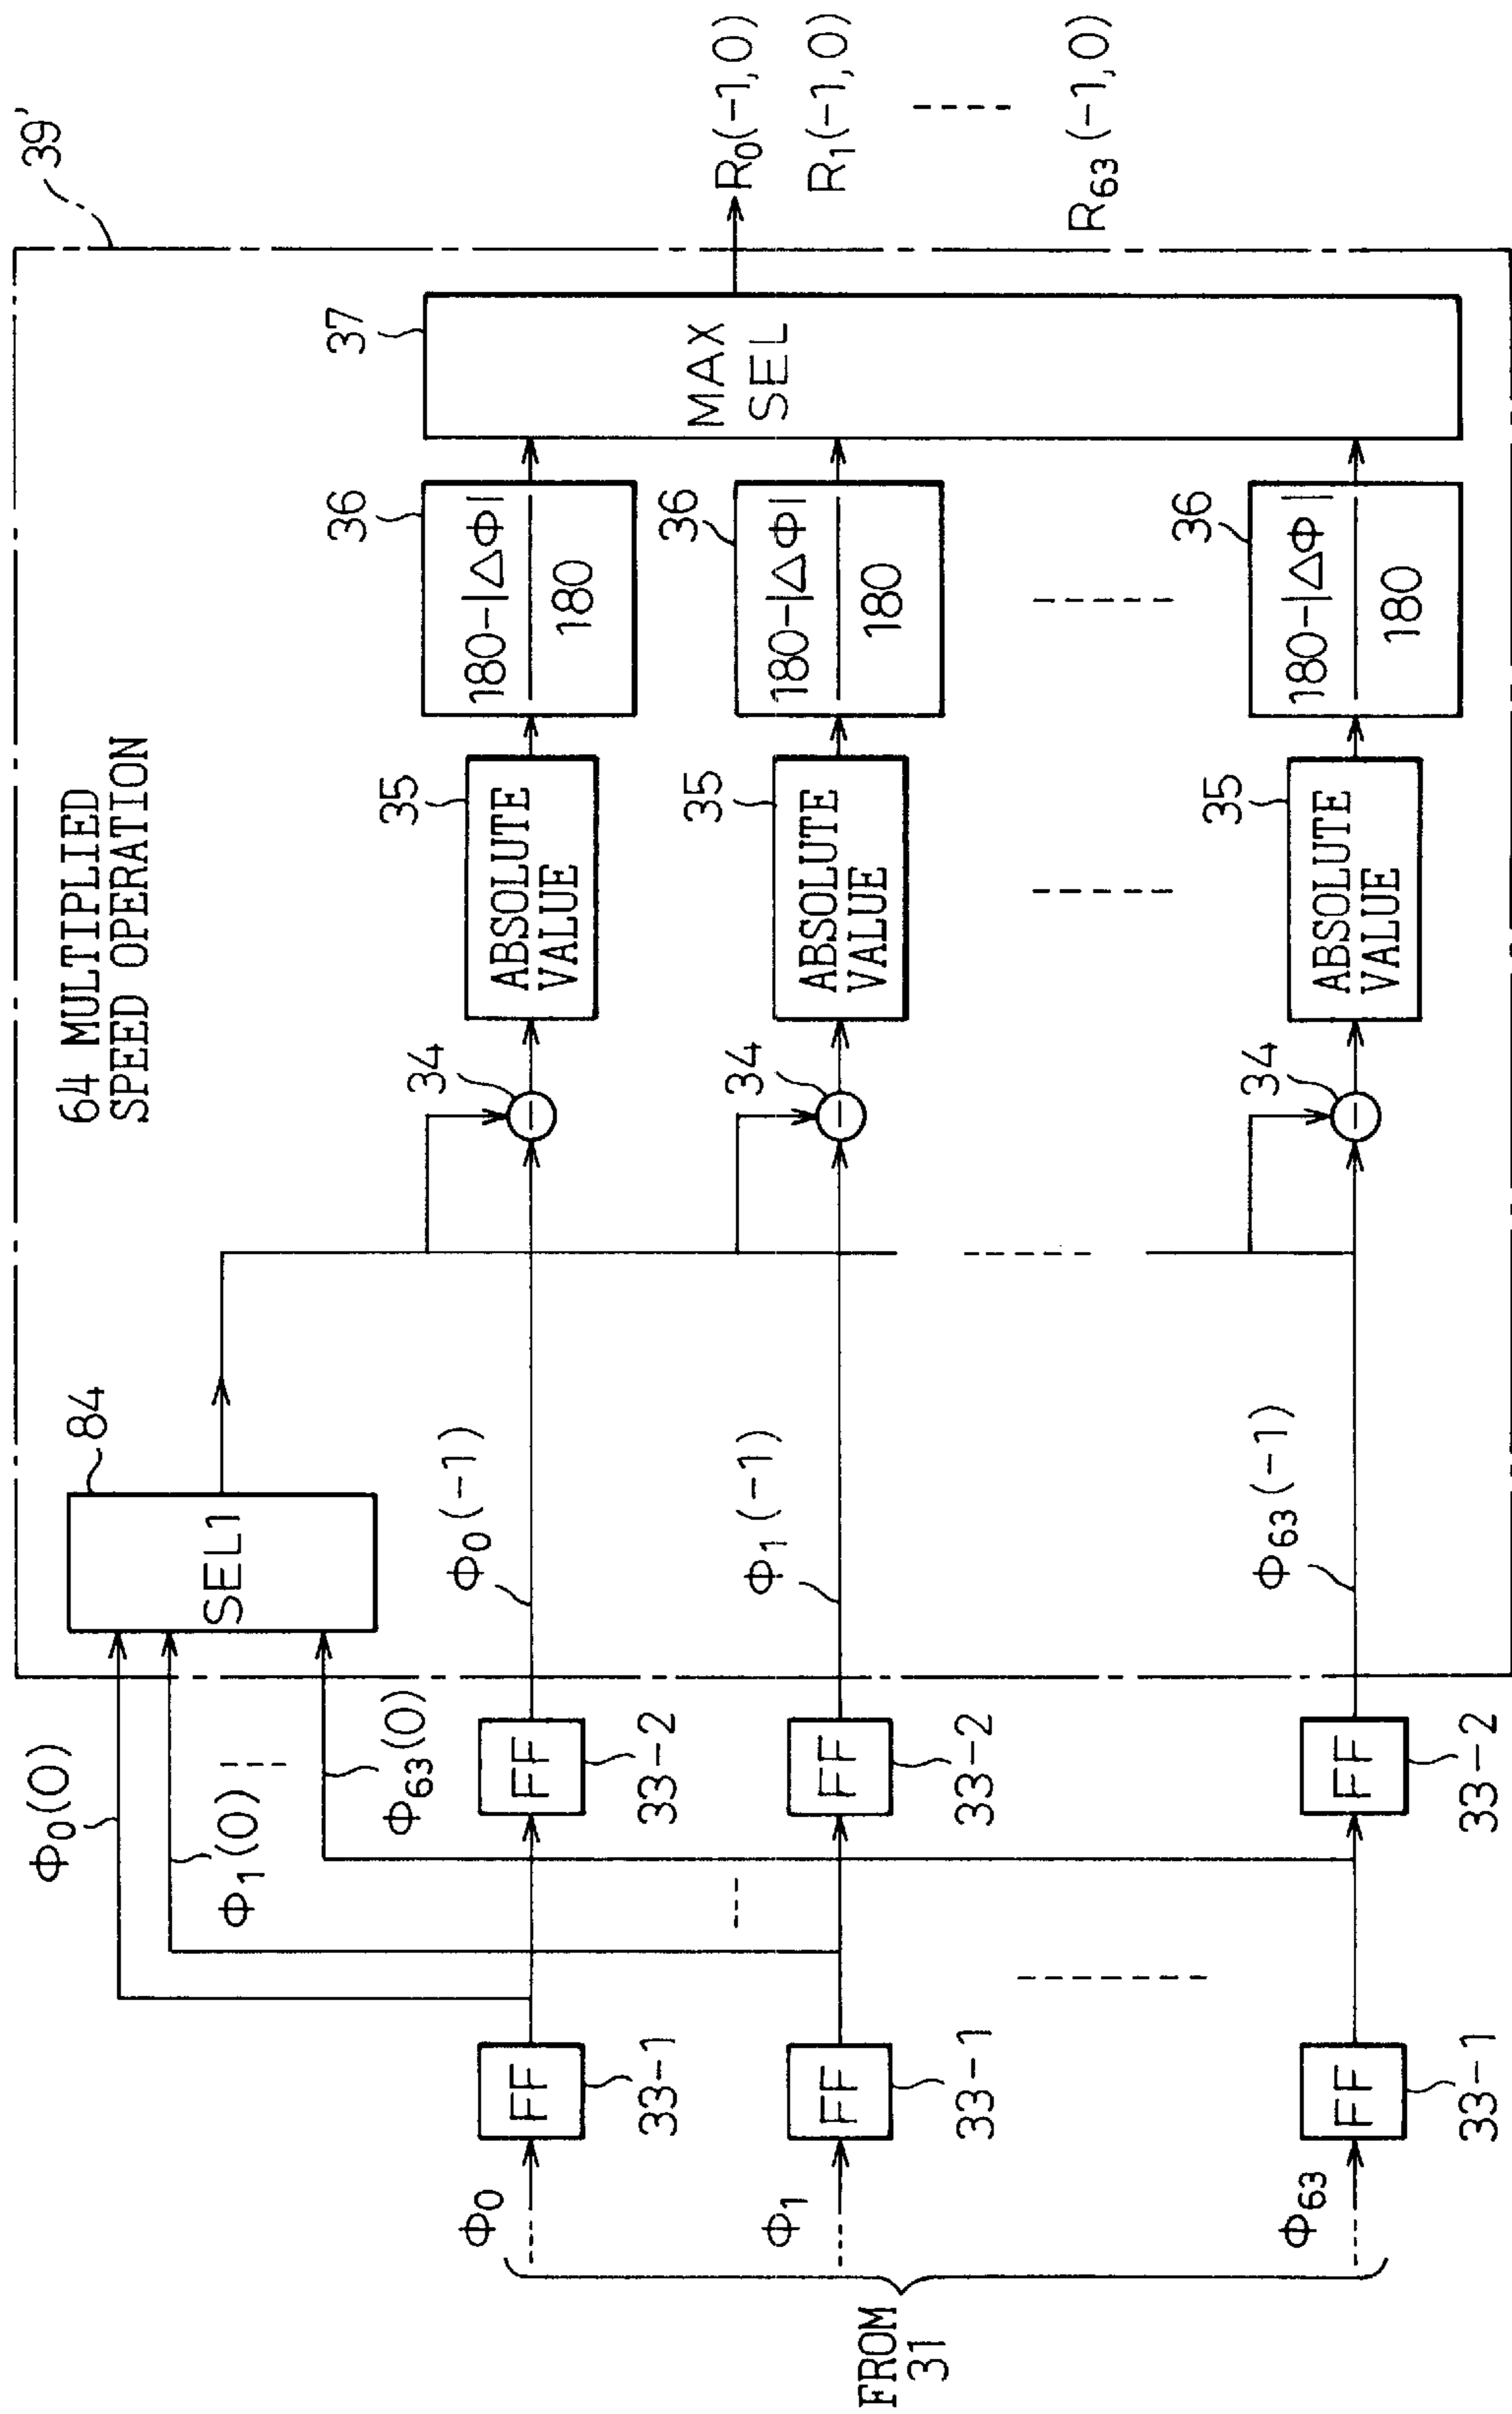 39'
64 MULTIPLIED
SPEED OPERATION
84
SEL1
Φ0(0)
Φ1(0)
Φ63(0)
FROM
31
Φ0
FF
33-1
FF
33-2
Φ0(-1)
34
35
ABSOLUTE
VALUE
36
180-|△Φ|
180
37
MAX
SEL
R0(-1,0)
R1(-1,0)
R63(-1,0)
Φ1
FF
33-1
FF
33-2
Φ1(-1)
34
35
ABSOLUTE
VALUE
36
180-|△Φ|
180
Φ63
FF
33-1
FF
33-2
Φ63(-1)
34
35
ABSOLUTE
VALUE
36
180-|△Φ|
180